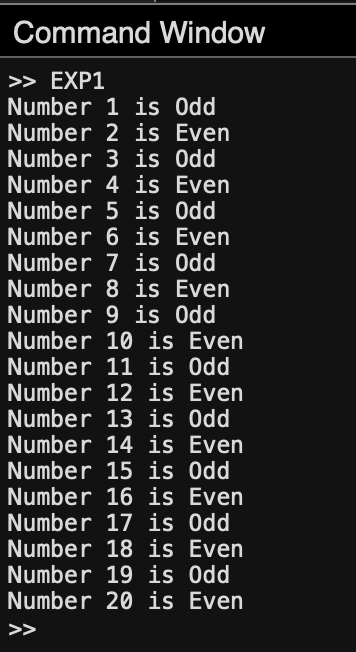 Command Window
>> EXP1
Number 1 is Odd
Number 2 is Even
Number 3 is Odd
Number 4 is Even
Number 5 is Odd
Number 6 is Even
Number 7 is Odd
Number 8 is Even
Number 9 is Odd
Number 10 is Even
Number 11 is Odd
Number 12 is Even
Number 13 is Odd
Number 14 is Even
Number 15 is Odd
Number 16 is Even
Number 17 is Odd
Number 18 is Even
Number 19 is Odd
Number 20 is Even
>>